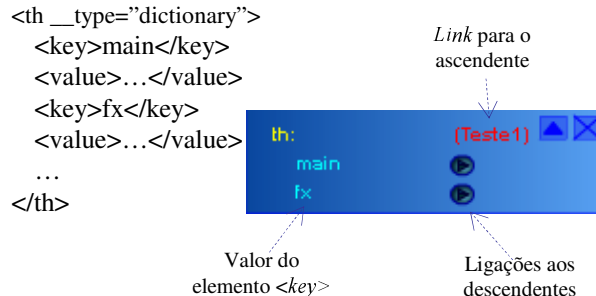 <th __type=”dictionary”>
<key>main</key>
<value>…</value>
<key>fx</key>
<value>…</value>
…
</th>
Link para o
ascendente
th: (Teste1)
main
fx
Valor do
elemento <key>
Ligações aos
descendentes